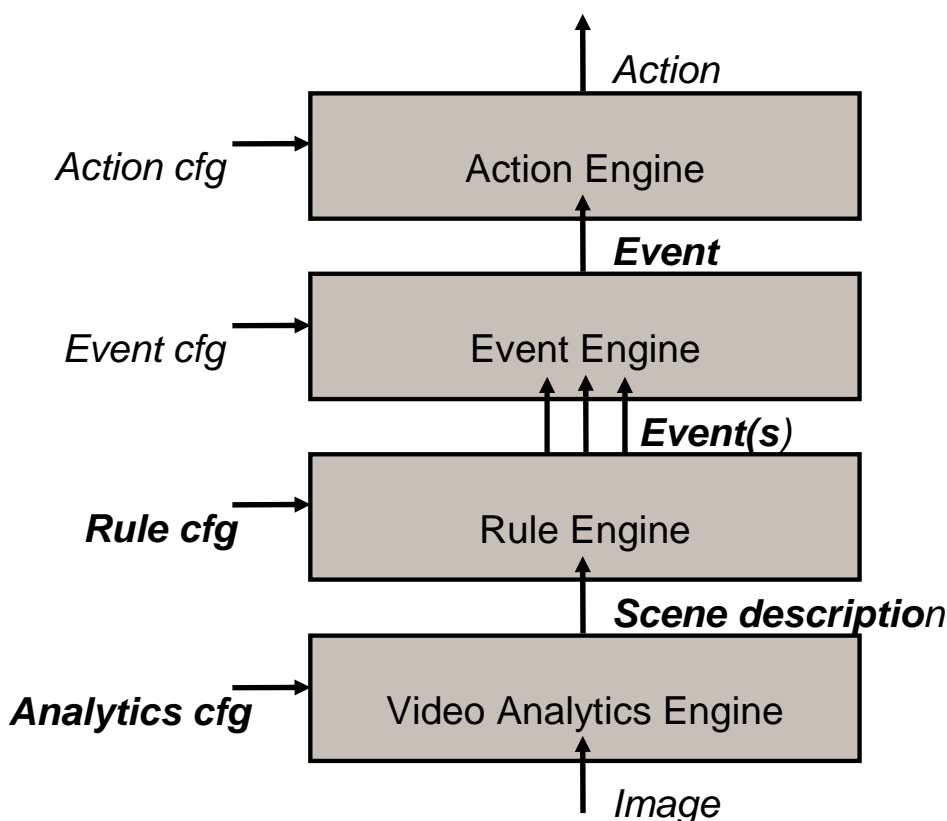 Action
Action cfg
Action Engine
Event
Event cfg
Event Engine
Event(s)
Rule cfg
Rule Engine
Scene description
Analytics cfg
Video Analytics Engine
Image